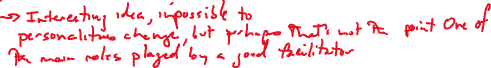 → Interesting idea, impossible to
personalities change, but perhaps that's not the point One of
the main roles played by a good facilitator